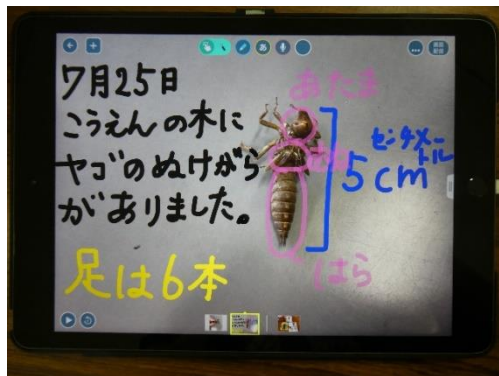 7月25日
こうえんの木に
ヤゴのぬけがら
がありました。
足は6本
あたま
はら
センチメー
トル
5cm
あ